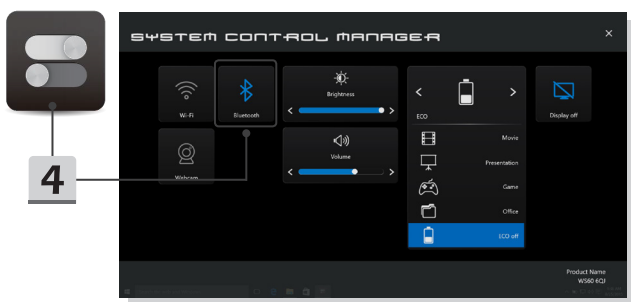 SYSTEM CONTROL MANAGER
Wi-Fi
Bluetooth
Brightness
ECO
Display off
Webcam
Volume
Movie
Presentation
Game
Office
ECO off
4
Product Name
WS60 6QJ